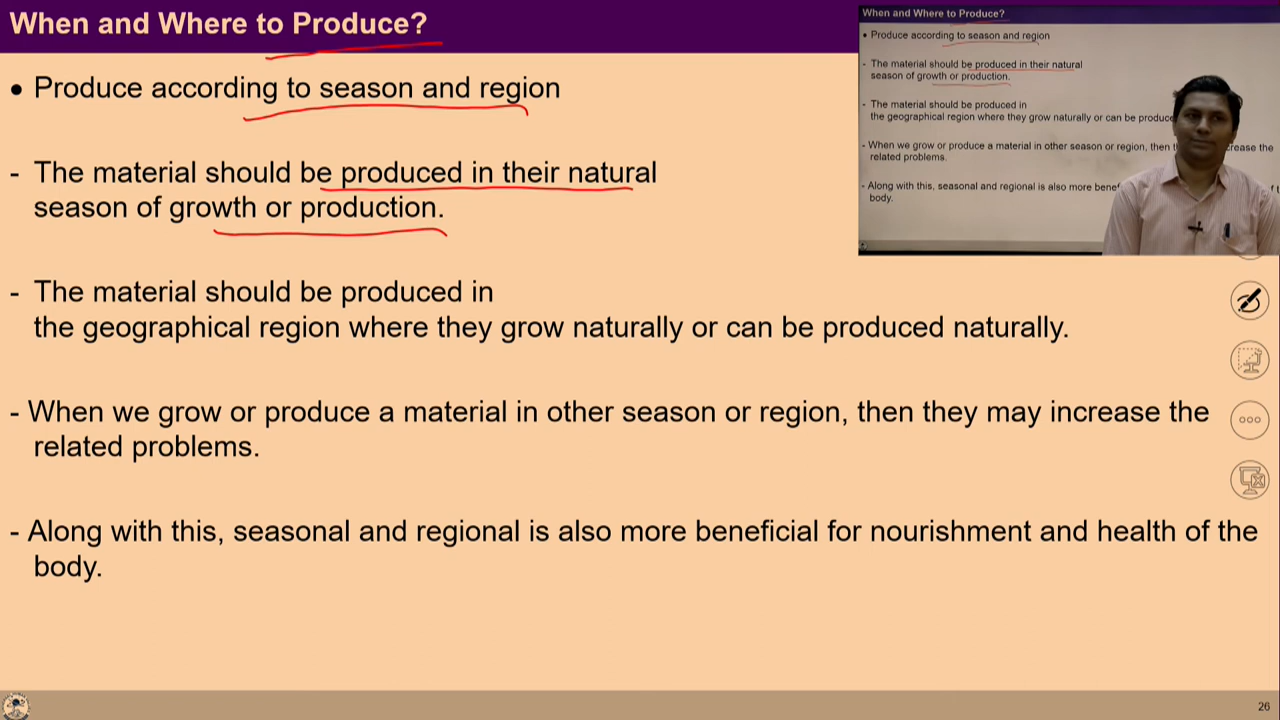 When and Where to Produce?
• Produce according to season and region
- The material should be produced in their natural
season of growth or production.
- The material should be produced in
the geographical region where they grow naturally or can be produced naturally.
- When we grow or produce a material in other season or region, then they may increase the
related problems.
- Along with this, seasonal and regional is also more beneficial for nourishment and health of the
body.
When and Where to Produce?
• Produce according to season and region
- The material should be produced in their natural
season of growth or production.
- The material should be produced in
the geographical region where they grow naturally or can be produce
- When we grow or produce a material in other season or region, then t rease the
related problems.
- Along with this, seasonal and regional is also more bene
body.
26